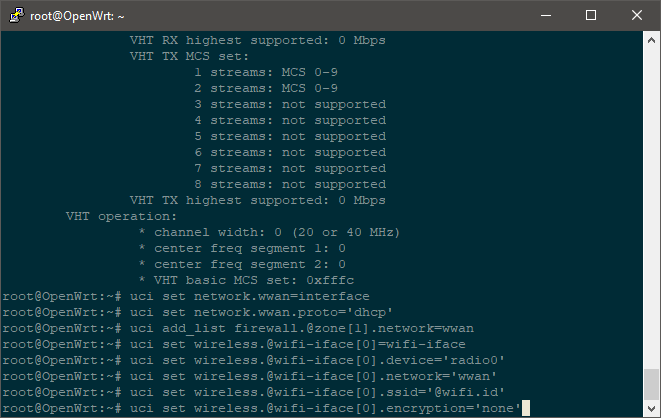 root@OpenWrt: ~
VHT RX highest supported: 0 Mbps
VHT TX MCS set:
1 streams: MCS 0-9
2 streams: MCS 0-9
3 streams: not supported
4 streams: not supported
5 streams: not supported
6 streams: not supported
7 streams: not supported
8 streams: not supported
VHT TX highest supported: 0 Mbps
VHT operation:
* channel width: 0 (20 or 40 MHz)
* center freq segment 1: 0
* center freq segment 2: 0
* VHT basic MCS set: 0xfffc
root@OpenWrt:~# uci set network.wwan=interface
root@OpenWrt:~# uci set network.wwan.proto='dhcp'
root@OpenWrt:~# uci add_list firewall.@zone[1].network=wwan
root@OpenWrt:~# uci set wireless.@wifi-iface[0]=wifi-iface
root@OpenWrt:~# uci set wireless.@wifi-iface[0].device='radio0'
root@OpenWrt:~# uci set wireless.@wifi-iface[0].network='wwan'
root@OpenWrt:~# uci set wireless.@wifi-iface[0].ssid='@wifi.id'
root@OpenWrt:~# uci set wireless.@wifi-iface[0].encryption='none'